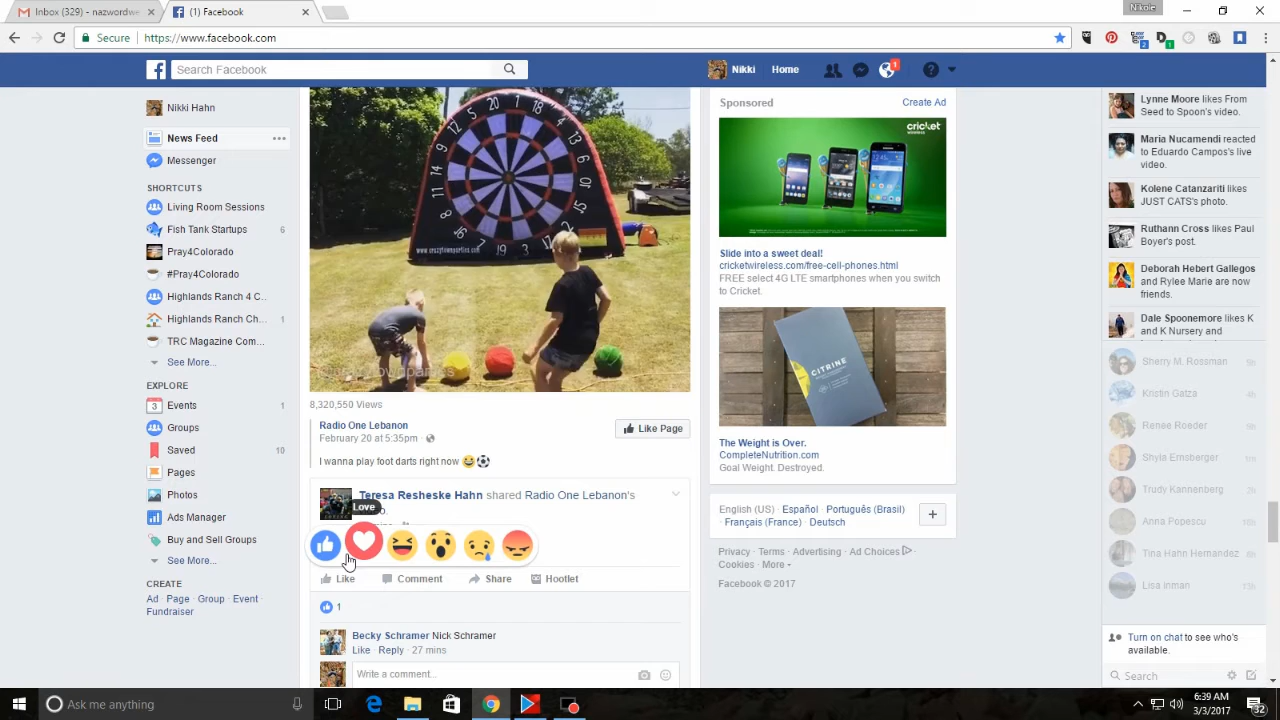 Inbox (329) - nazwordwe
(1) Facebook
Nikole
Secure
https://www.facebook.com
Search Facebook
Nikki
Home
1
Nikki Hahn
News Feed
Messenger
SHORTCUTS
Living Room Sessions
Fish Tank Startups 6
Pray4Colorado
#Pray4Colorado
Highlands Ranch 4 C...
Highlands Ranch Ch... 1
TRC Magazine Com...
See More...
EXPLORE
Events 1
Groups
Saved 10
Pages
Photos
Ads Manager
Buy and Sell Groups
See More...
CREATE
Ad · Page · Group · Event ·
Fundraiser
www.crazytownparties.com
@crazytownparties
8,320,550 Views
Radio One Lebanon
February 20 at 5:35pm ·
Like Page
I wanna play foot darts right now
Teresa Resheske Hahn shared Radio One Lebanon's
Love
Like
Comment
Share
Hootlet
1
Becky Schramer Nick Schramer
Like · Reply · 27 mins
Write a comment...
Sponsored
Create Ad
cricket
wireless
Slide into a sweet deal!
cricketwireless.com/free-cell-phones.html
FREE select 4G LTE smartphones when you switch
to Cricket.
CITRINE
The Weight is Over.
CompleteNutrition.com
Goal Weight. Destroyed.
English (US) · Español · Português (Brasil) ·
Français (France) · Deutsch
Privacy · Terms · Advertising · Ad Choices ·
Cookies · More
Facebook © 2017
Lynne Moore likes From
Seed to Spoon's video.
Maria Nucamendi reacted
to Eduardo Campos's live
video.
Kolene Catanzariti likes
JUST CATS's photo.
Ruthann Cross likes Paul
Boyer's post.
Deborah Hebert Gallegos
and Rylee Marie are now
friends.
Dale Spoonemore likes K
and K Nursery and
Sherry M. Rossman
Kristin Gatza 4h
Renee Roeder
Shyla Ernsberger
Trudy Kannenberg
Anna Popescu
Tina Hahn Hernandez
Lisa Inman
Turn on chat to see who's
available.
Search
Ask me anything
6:39 AM
3/3/2017